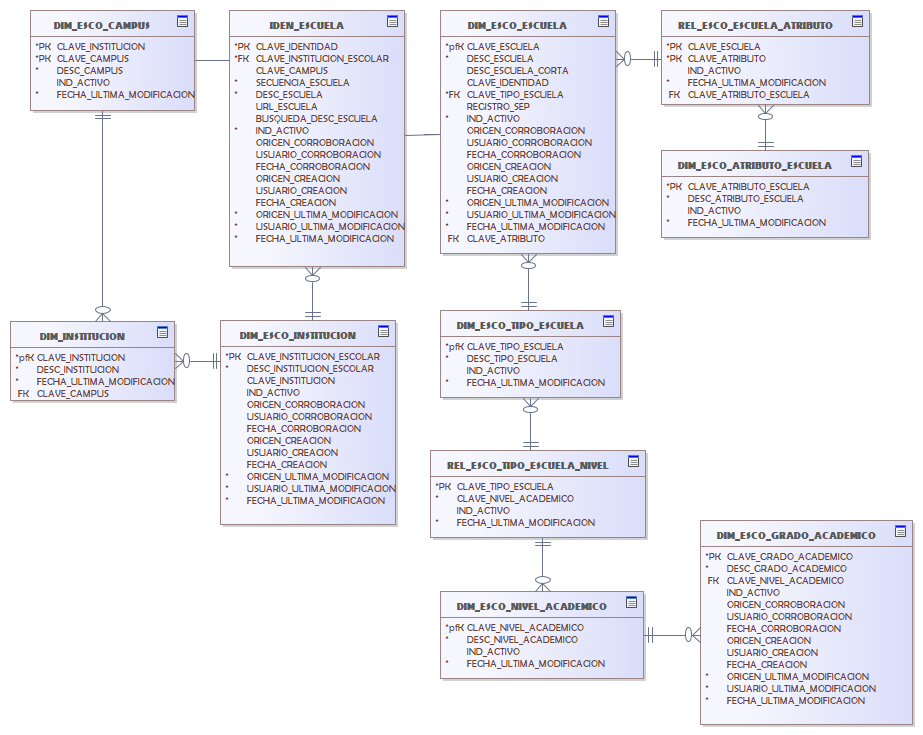 DIM_ESCO_CAMPUS
*PK CLAVE_INSTITUCION
*PK CLAVE_CAMPUS
* DESC_CAMPUS
IND_ACTIVO
* FECHA_ULTIMA_MODIFICACION
IDEN_ESCUELA
*PK CLAVE_IDENTIDAD
*FK CLAVE_INSTITUCION_ESCOLAR
CLAVE_CAMPUS
* SECUENCIA_ESCUELA
* DESC_ESCUELA
URL_ESCUELA
BUSQUEDA_DESC_ESCUELA
* IND_ACTIVO
ORIGEN_CORROBORACION
USUARIO_CORROBORACION
FECHA_CORROBORACION
ORIGEN_CREACION
USUARIO_CREACION
FECHA_CREACION
* ORIGEN_ULTIMA_MODIFICACION
* USUARIO_ULTIMA_MODIFICACION
* FECHA_ULTIMA_MODIFICACION
DIM_ESCO_ESCUELA
*pfK CLAVE_ESCUELA
* DESC_ESCUELA
DESC_ESCUELA_CORTA
CLAVE_IDENTIDAD
*FK CLAVE_TIPO_ESCUELA
REGISTRO_SEP
* IND_ACTIVO
ORIGEN_CORROBORACION
USUARIO_CORROBORACION
FECHA_CORROBORACION
ORIGEN_CREACION
USUARIO_CREACION
FECHA_CREACION
* ORIGEN_ULTIMA_MODIFICACION
* USUARIO_ULTIMA_MODIFICACION
* FECHA_ULTIMA_MODIFICACION
FK CLAVE_ATRIBUTO
REL_ESCO_ESCUELA_ATRIBUTO
*PK CLAVE_ESCUELA
*PK CLAVE_ATRIBUTO
IND_ACTIVO
* FECHA_ULTIMA_MODIFICACION
FK CLAVE_ATRIBUTO_ESCUELA
DIM_ESCO_ATRIBUTO_ESCUELA
*PK CLAVE_ATRIBUTO_ESCUELA
* DESC_ATRIBUTO_ESCUELA
IND_ACTIVO
* FECHA_ULTIMA_MODIFICACION
DIM_INSTITUCION
*pfK CLAVE_INSTITUCION
* DESC_INSTITUCION
* FECHA_ULTIMA_MODIFICACION
FK CLAVE_CAMPUS
DIM_ESCO_INSTITUCION
*PK CLAVE_INSTITUCION_ESCOLAR
* DESC_INSTITUCION_ESCOLAR
CLAVE_INSTITUCION
IND_ACTIVO
ORIGEN_CORROBORACION
USUARIO_CORROBORACION
FECHA_CORROBORACION
ORIGEN_CREACION
USUARIO_CREACION
FECHA_CREACION
* ORIGEN_ULTIMA_MODIFICACION
* USUARIO_ULTIMA_MODIFICACION
* FECHA_ULTIMA_MODIFICACION
DIM_ESCO_TIPO_ESCUELA
*pfK CLAVE_TIPO_ESCUELA
* DESC_TIPO_ESCUELA
IND_ACTIVO
* FECHA_ULTIMA_MODIFICACION
REL_ESCO_TIPO_ESCUELA_NIVEL
*PK CLAVE_TIPO_ESCUELA
* CLAVE_NIVEL_ACADEMICO
IND_ACTIVO
* FECHA_ULTIMA_MODIFICACION
DIM_ESCO_NIVEL_ACADEMICO
*pfK CLAVE_NIVEL_ACADEMICO
* DESC_NIVEL_ACADEMICO
IND_ACTIVO
* FECHA_ULTIMA_MODIFICACION
DIM_ESCO_GRADO_ACADEMICO
*PK CLAVE_GRADO_ACADEMICO
* DESC_GRADO_ACADEMICO
FK CLAVE_NIVEL_ACADEMICO
IND_ACTIVO
ORIGEN_CORROBORACION
USUARIO_CORROBORACION
FECHA_CORROBORACION
ORIGEN_CREACION
USUARIO_CREACION
FECHA_CREACION
* ORIGEN_ULTIMA_MODIFICACION
* USUARIO_ULTIMA_MODIFICACION
* FECHA_ULTIMA_MODIFICACION